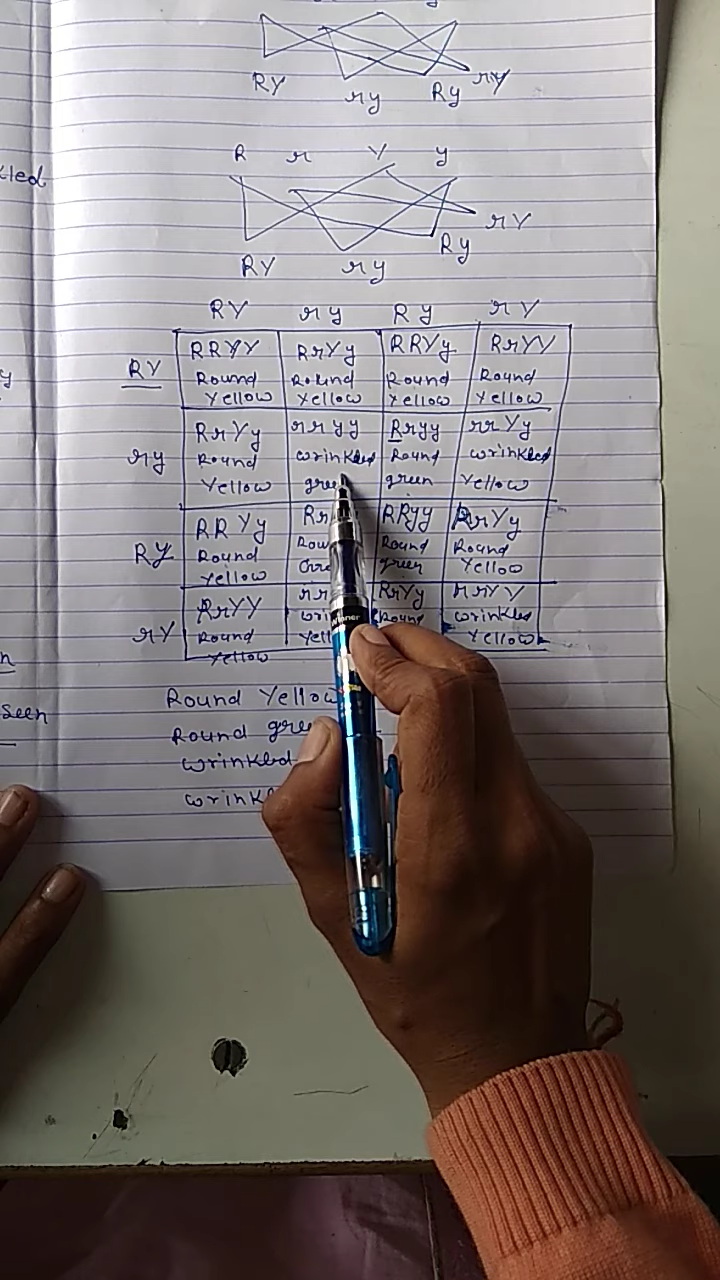 RY ry Ry rY
R r Y y
rY
Ry
RY ry
RY ry Ry rY
RY RRYY RrYy RRYy RrYY
Round Round Round Round
Yellow Yellow Yellow Yellow
ry RrYy rryy Rryy rrYy
Round wrinkled Round wrinkled
Yellow green green Yellow
Ry RRYy RRyy RrYy
Round Round Round
Yellow green Yelloo
rY RrYY RrYy rrYY
Round Round wrinkled
Yellow Yellow
Round Yellow
Round
wrinkled
seen